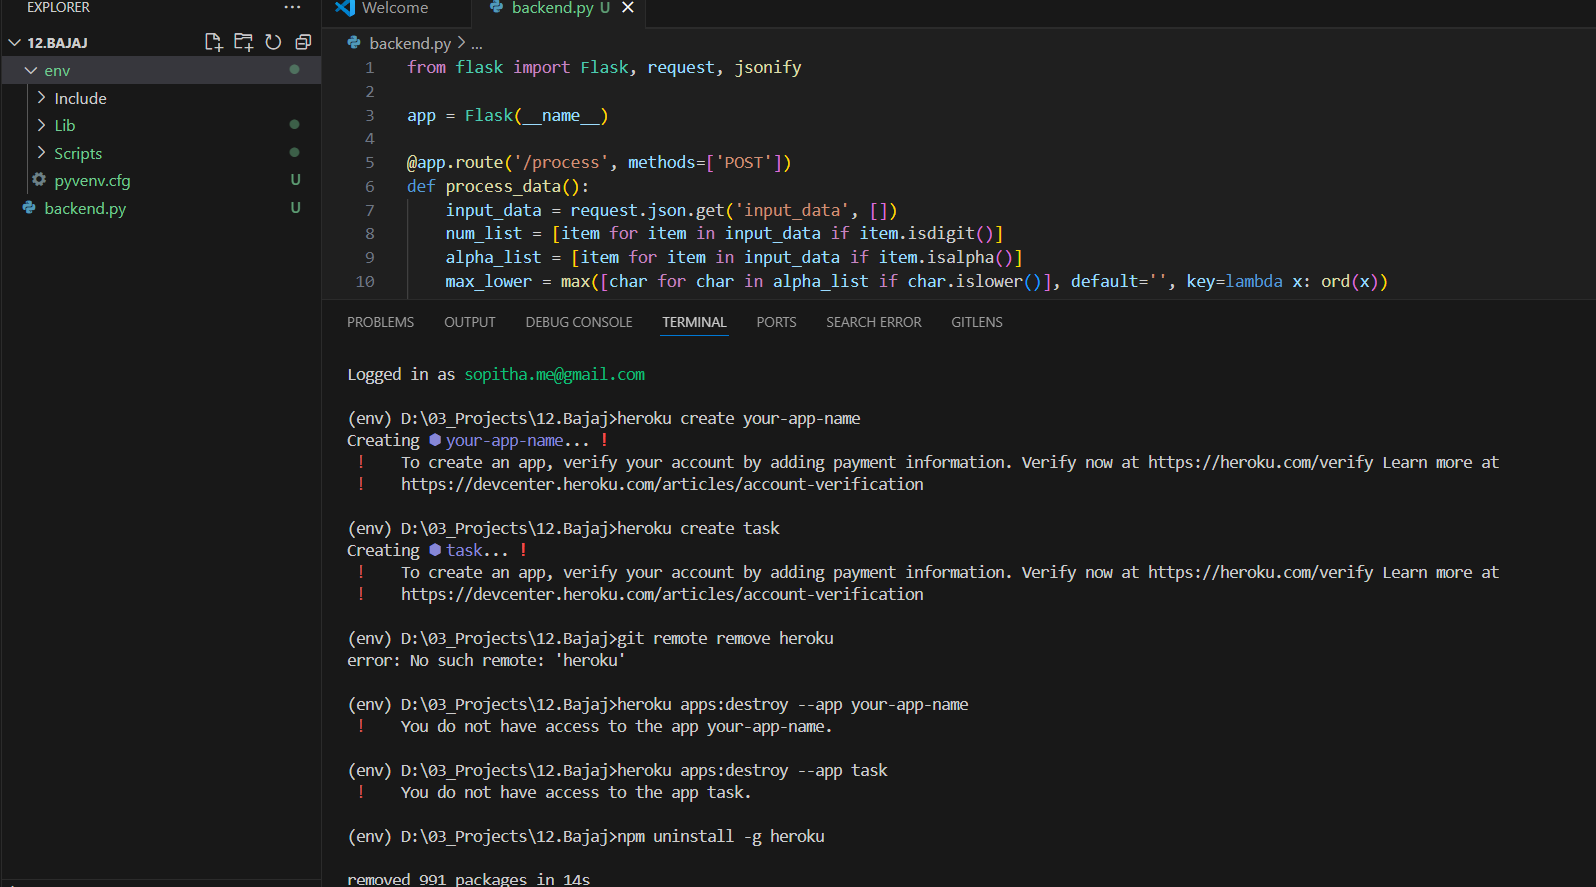 EXPLORER
...
Welcome
backend.py U
12.BAJAJ
env
Include
Lib
Scripts
pyvenv.cfg U
backend.py U
backend.py > ...
1 from flask import Flask, request, jsonify
2
3 app = Flask(__name__)
4
5 @app.route('/process', methods=['POST'])
6 def process_data():
7 input_data = request.json.get('input_data', [])
8 num_list = [item for item in input_data if item.isdigit()]
9 alpha_list = [item for item in input_data if item.isalpha()]
10 max_lower = max([char for char in alpha_list if char.islower()], default='', key=lambda x: ord(x))
PROBLEMS OUTPUT DEBUG CONSOLE TERMINAL PORTS SEARCH ERROR GITLENS
Logged in as sopitha.me@gmail.com
(env) D:\03_Projects\12.Bajaj>heroku create your-app-name
Creating your-app-name... !
! To create an app, verify your account by adding payment information. Verify now at https://heroku.com/verify Learn more at
! https://devcenter.heroku.com/articles/account-verification
(env) D:\03_Projects\12.Bajaj>heroku create task
Creating task... !
! To create an app, verify your account by adding payment information. Verify now at https://heroku.com/verify Learn more at
! https://devcenter.heroku.com/articles/account-verification
(env) D:\03_Projects\12.Bajaj>git remote remove heroku
error: No such remote: 'heroku'
(env) D:\03_Projects\12.Bajaj>heroku apps:destroy --app your-app-name
! You do not have access to the app your-app-name.
(env) D:\03_Projects\12.Bajaj>heroku apps:destroy --app task
! You do not have access to the app task.
(env) D:\03_Projects\12.Bajaj>npm uninstall -g heroku
removed 991 packages in 14s